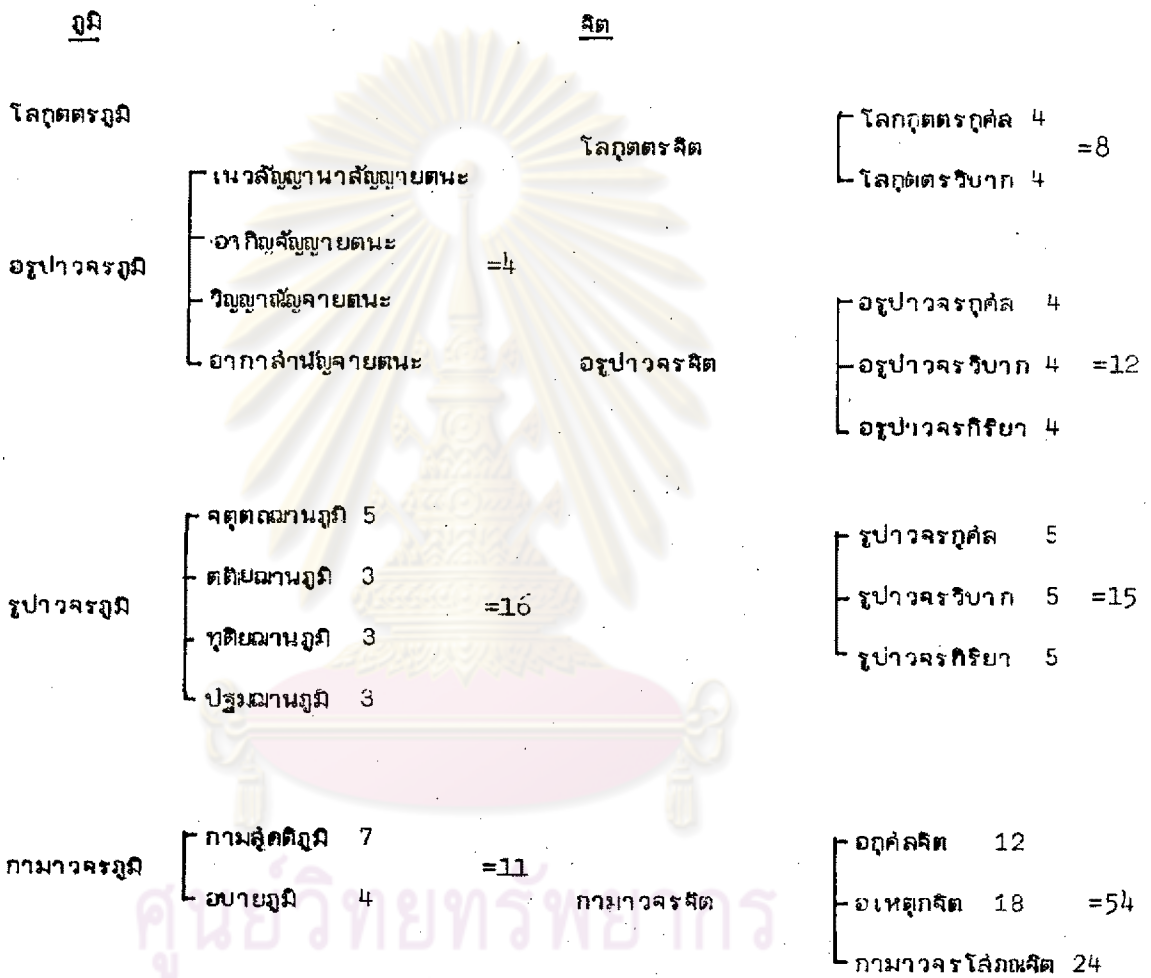 ภูมิ จิต
โลกุตตรภูมิ
โลกุตตรจิต
โลกุตตรกุศล 4
โลกุตตรวิบาก 4
=8
อรูปาวจรภูมิ
เนวสัญญานาสัญญายตนะ
อากิญจัญญายตนะ
วิญญาณัญจายตนะ
อากาสานัญจายตนะ
=4
อรูปาวจรจิต
อรูปาวจรกุศล 4
อรูปาวจรวิบาก 4
อรูปาวจรกิริยา 4
=12
รูปาวจรภูมิ
จตุตถฌานภูมิ 5
ตติยฌานภูมิ 3
ทุติยฌานภูมิ 3
ปฐมฌานภูมิ 3
=16
รูปาวจรกุศล 5
รูปาวจรวิบาก 5
รูปาวจรกิริยา 5
=15
กามาวจรภูมิ
กามสุคติภูมิ 7
อบายภูมิ 4
=11
กามาวจรจิต
อกุศลจิต 12
อเหตุกจิต 18
กามาวจรโสภณจิต 24
=54
ศูนย์วิทยทรัพยากร